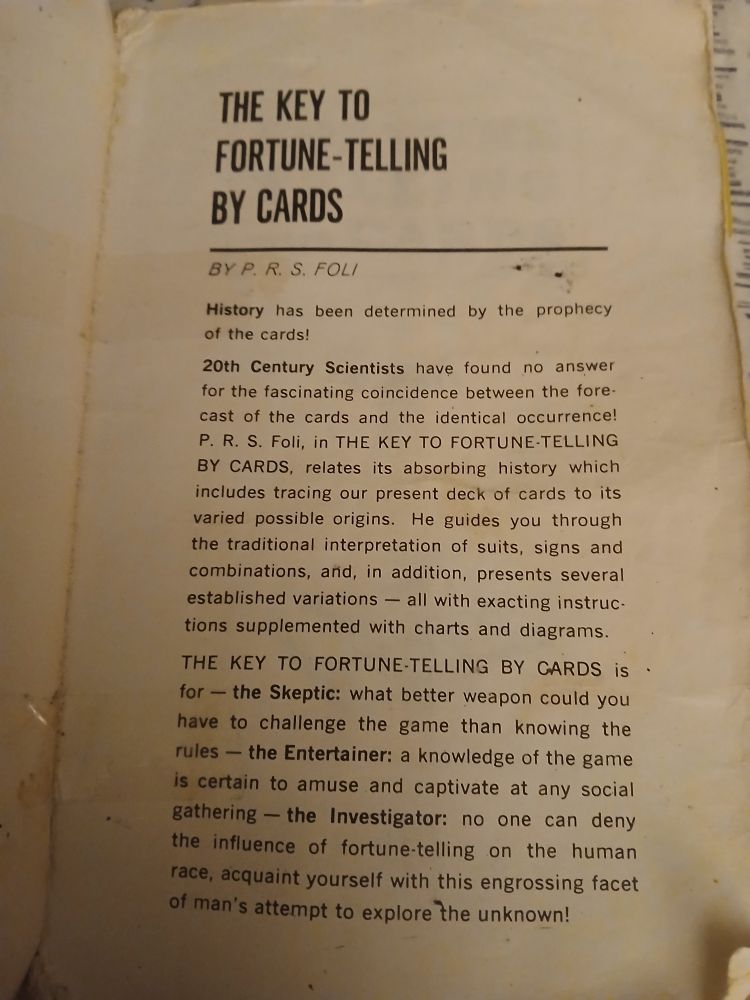 THE KEY TO
FORTUNE-TELLING
BY CARDS
BY P. R. S. FOLI
History has been determined by the prophecy
of the cards!
20th Century Scientists have found no answer
for the fascinating coincidence between the fore-
cast of the cards and the identical occurrence!
P. R. S. Foli, in THE KEY TO FORTUNE-TELLING
BY CARDS, relates its absorbing history which
includes tracing our present deck of cards to its
varied possible origins. He guides you through
the traditional interpretation of suits, signs and
combinations, and, in addition, presents several
established variations — all with exacting instruc-
tions supplemented with charts and diagrams.
THE KEY TO FORTUNE-TELLING BY CARDS is
for — the Skeptic: what better weapon could you
have to challenge the game than knowing the
rules — the Entertainer: a knowledge of the game
is certain to amuse and captivate at any social
gathering — the Investigator: no one can deny
the influence of fortune-telling on the human
race, acquaint yourself with this engrossing facet
of man's attempt to explore the unknown!